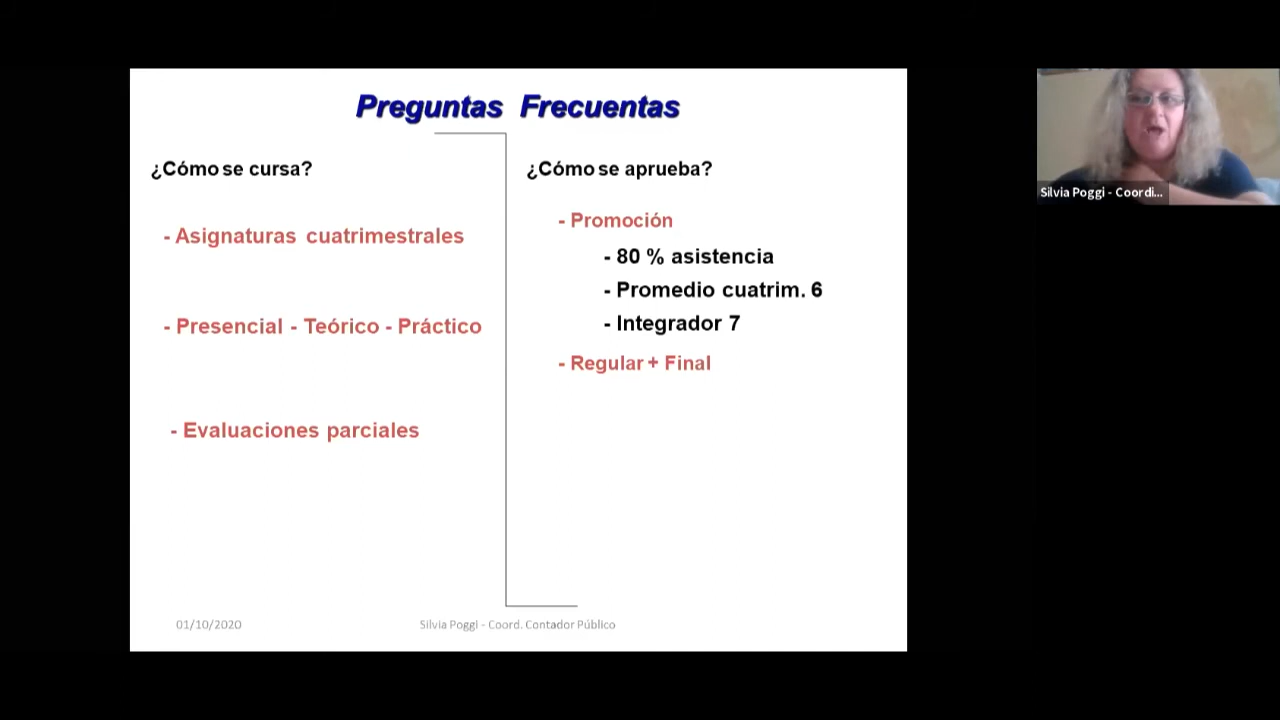 Preguntas Frecuentas
¿Cómo se cursa?
- Asignaturas cuatrimestrales
- Presencial - Teórico - Práctico
- Evaluaciones parciales
¿Cómo se aprueba?
- Promoción
- 80 % asistencia
- Promedio cuatrim. 6
- Integrador 7
- Regular + Final
01/10/2020
Silvia Poggi - Coord. Contador Público
Silvia Poggi - Coordi...